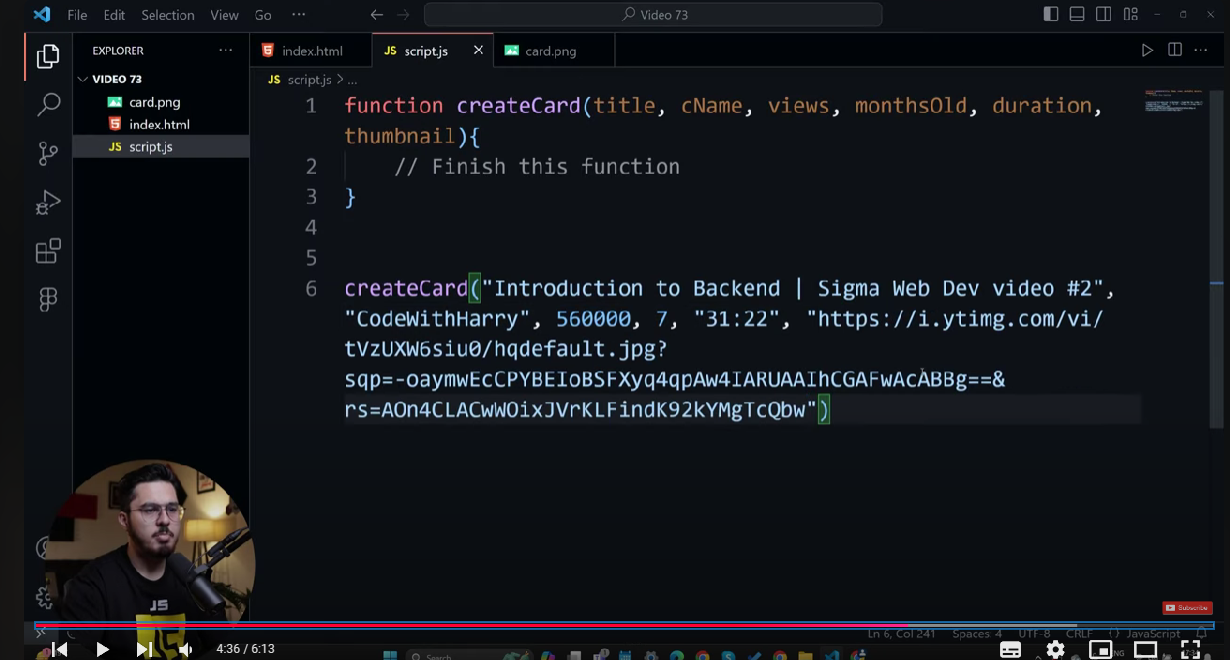 File Edit Selection View Go ··· Video 73
EXPLORER ···
VIDEO 73
card.png
index.html
JS script.js
index.html
JS script.js
card.png
JS script.js > ...
1 function createCard(title, cName, views, monthsOld, duration,
thumbnail){
2 // Finish this function
3 }
4
5
6 createCard("Introduction to Backend | Sigma Web Dev video #2",
"CodeWithHarry", 560000, 7, "31:22", "https://i.ytimg.com/vi/
tVzUXW6siu0/hqdefault.jpg?
sqp=-oaymwEcCPYBEIoBSFXyq4qpAw4IARUAAIhCGAFwAcABBg==&
rs=AOn4CLACwWOixJVrKLFindK92kYMgTcQbw")
JS
Subscribe
Ln 6, Col 241 Spaces: 4 UTF-8 CRLF {} JavaScript
4:36 / 6:13
Search